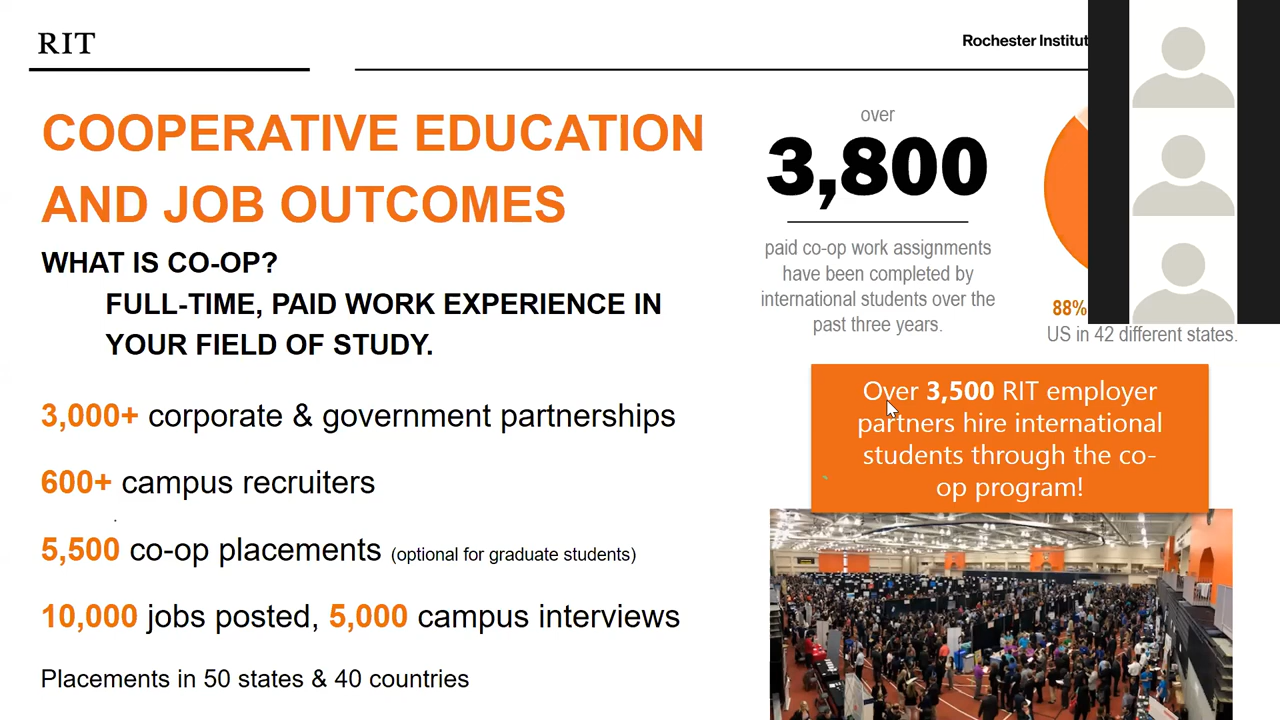 RIT
Rochester Institut
COOPERATIVE EDUCATION
AND JOB OUTCOMES
WHAT IS CO-OP?
FULL-TIME, PAID WORK EXPERIENCE IN
YOUR FIELD OF STUDY.
3,000+ corporate & government partnerships
600+ campus recruiters
5,500 co-op placements (optional for graduate students)
10,000 jobs posted, 5,000 campus interviews
Placements in 50 states & 40 countries
over
3,800
paid co-op work assignments
have been completed by
international students over the
past three years.
88%
US in 42 different states.
Over 3,500 RIT employer
partners hire international
students through the co-
op program!